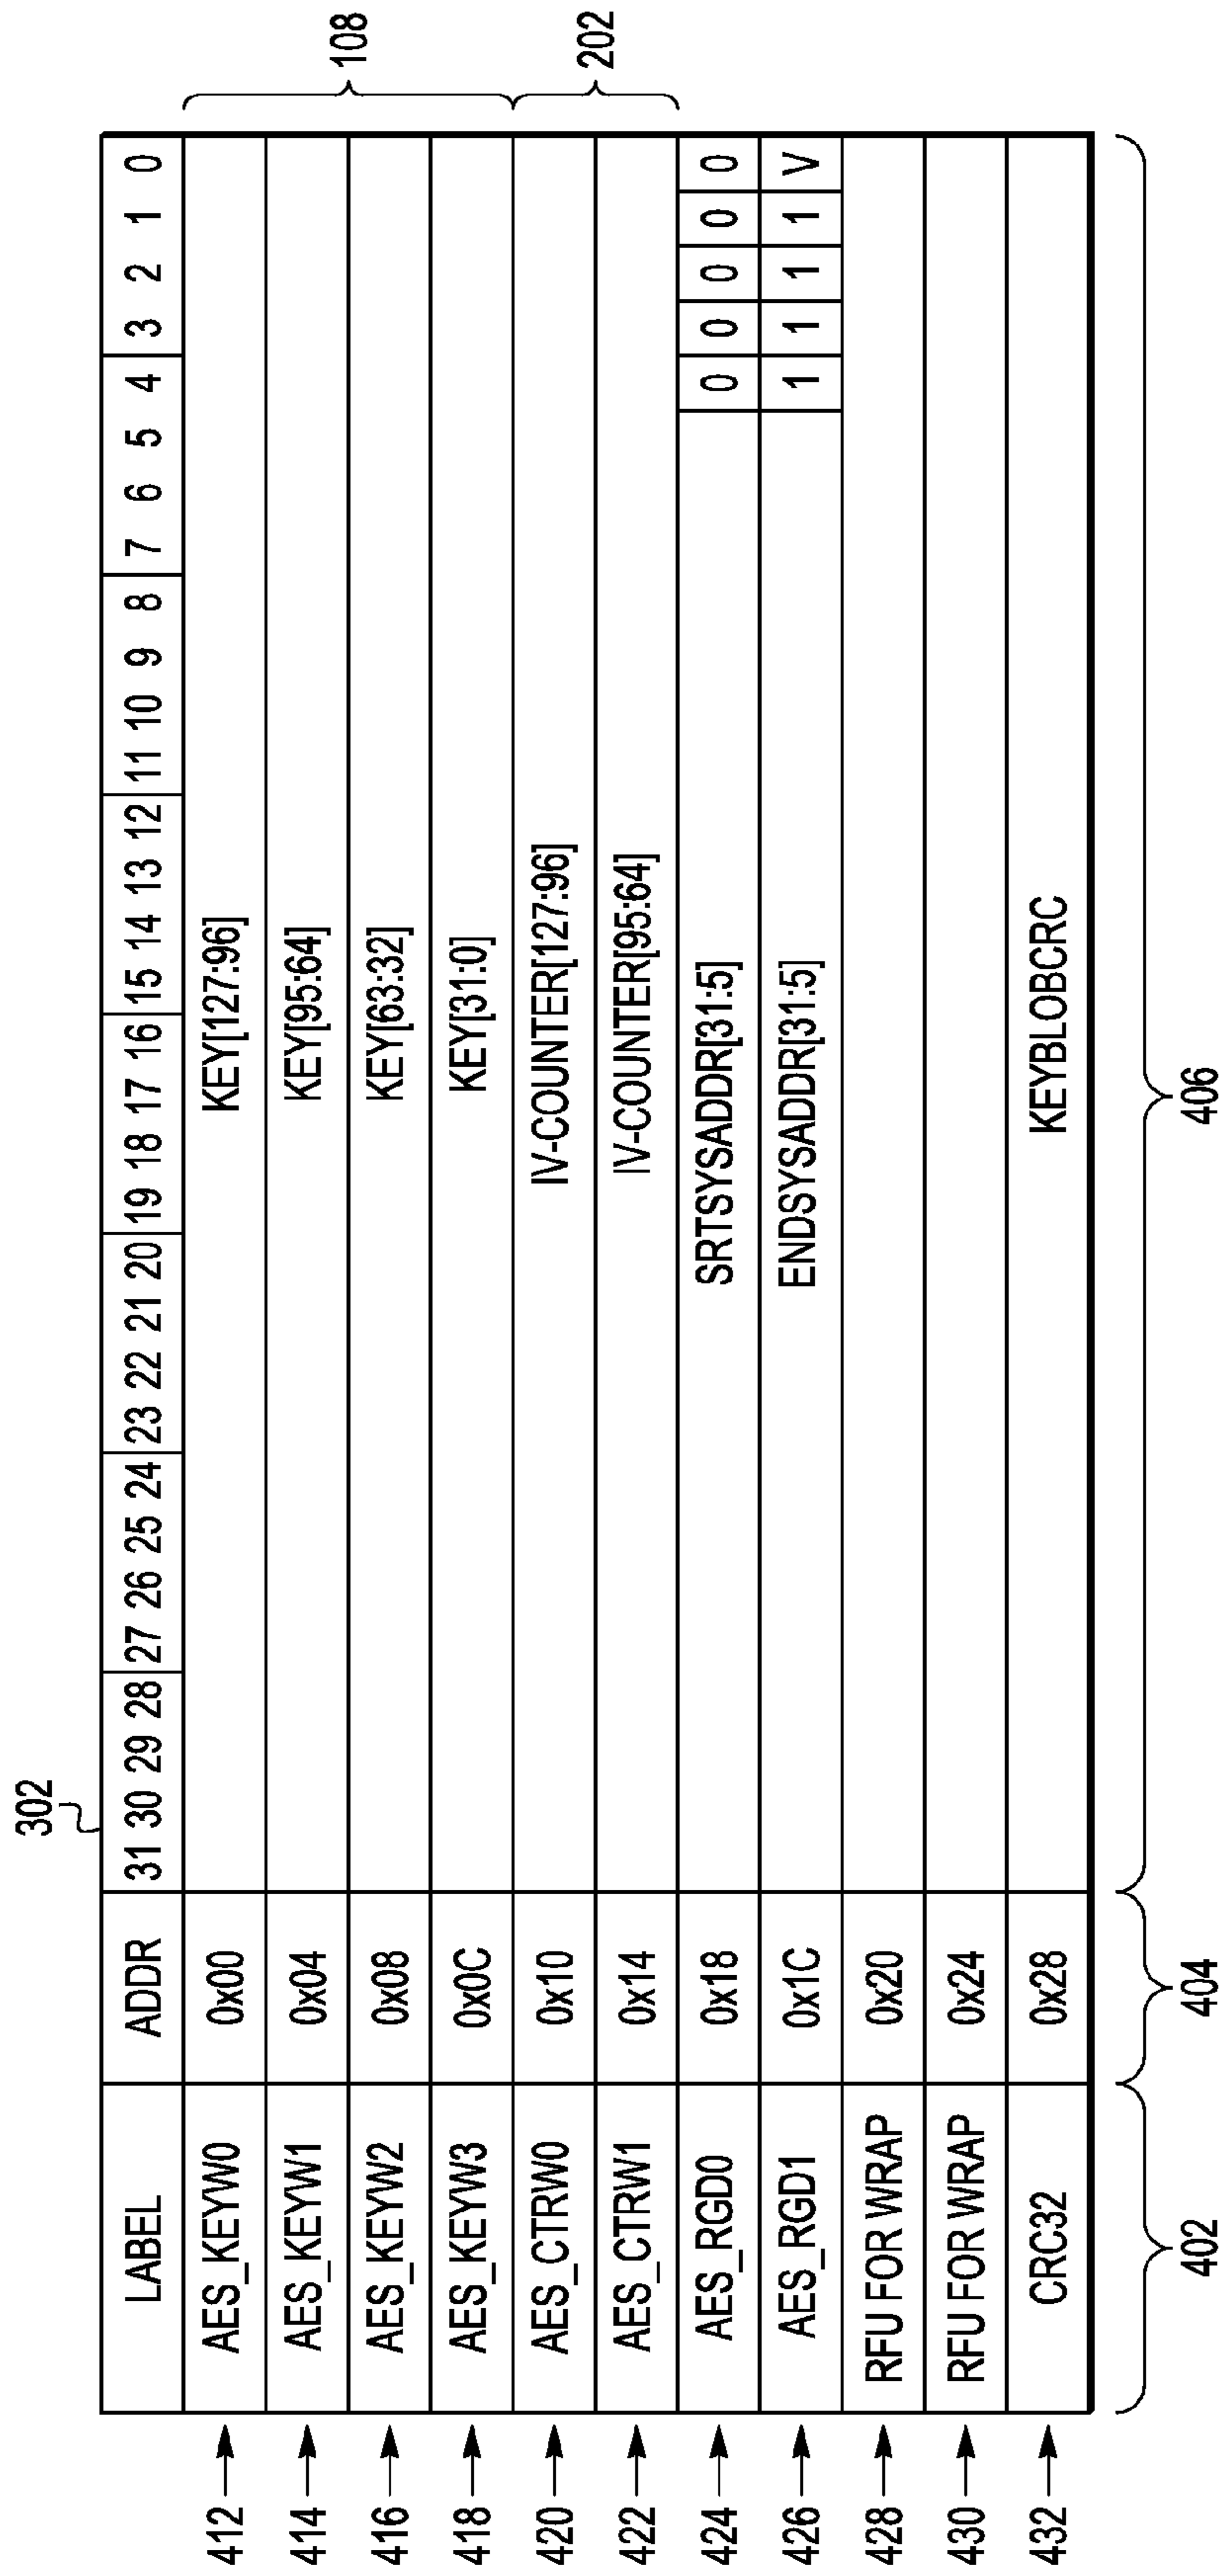 302
LABEL ADDR 31 30 29 28 27 26 25 24 23 22 21 20 19 18 17 16 15 14 13 12 11 10 9 8 7 6 5 4 3 2 1 0
412 AES_KEYW0 0x00 KEY[127:96]
414 AES_KEYW1 0x04 KEY[95:64]
108
416 AES_KEYW2 0x08 KEY[63:32]
418 AES_KEYW3 0x0C KEY[31:0]
420 AES_CTRW0 0x10 IV-COUNTER[127:96]
202
422 AES_CTRW1 0x14 IV-COUNTER[95:64]
424 AES_RGD0 0x18 SRTSYSADDR[31:5] 0 0 0 0 0
426 AES_RGD1 0x1C ENDSYSADDR[31:5] 1 1 1 1 V
428 RFU FOR WRAP 0x20
430 RFU FOR WRAP 0x24
432 CRC32 0x28 KEYBLOBCRC
402 404 406